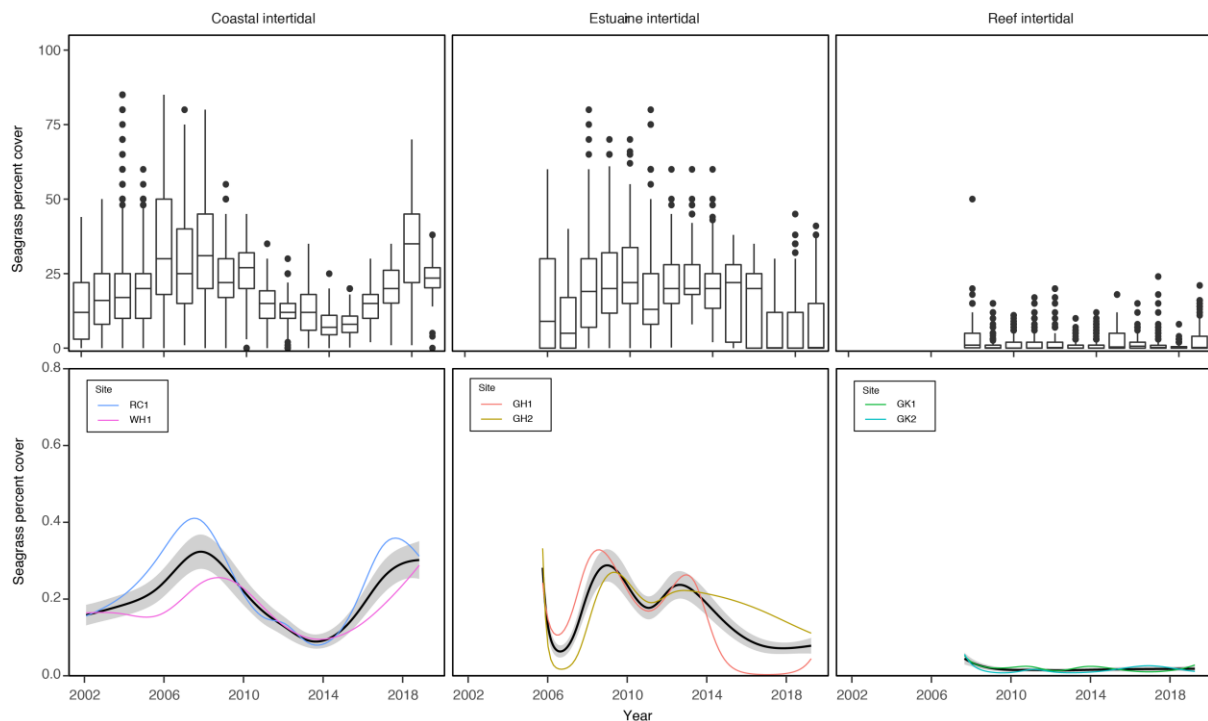 Coastal intertidal
Estuarine intertidal
Reef intertidal
Seagrass percent cover
100
75
50
25
0
Seagrass percent cover
0.8
0.6
0.4
0.2
0.0
Site
RC1
WH1
Site
GH1
GH2
Site
GK1
GK2
2002 2006 2010 2014 2018
2002 2006 2010 2014 2018
2002 2006 2010 2014 2018
Year